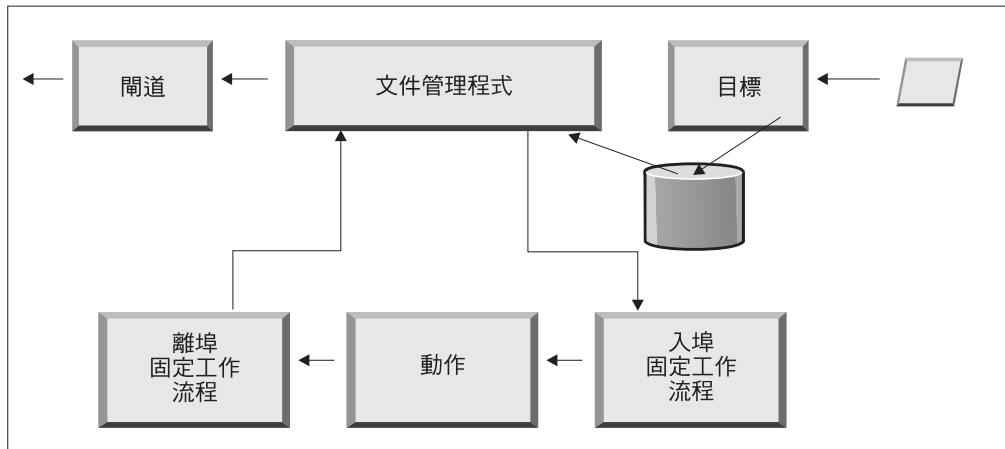 閘道
文件管理程式
目標
離埠
固定工作
流程
動作
入埠
固定工作
流程